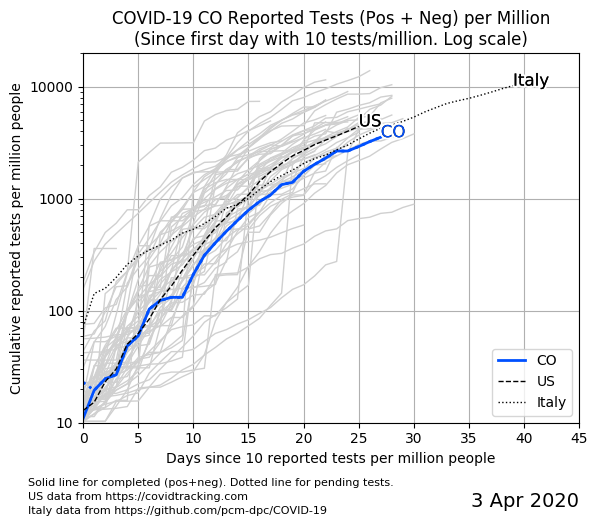 COVID-19 CO Reported Tests (Pos + Neg) per Million
(Since first day with 10 tests/million. Log scale)
Cumulative reported tests per million people
10000
1000
100
10
Italy
US
CO
CO
US
Italy
0 5 10 15 20 25 30 35 40 45
Days since 10 reported tests per million people
Solid line for completed (pos+neg). Dotted line for pending tests.
US data from https://covidtracking.com
Italy data from https://github.com/pcm-dpc/COVID-19
3 Apr 2020